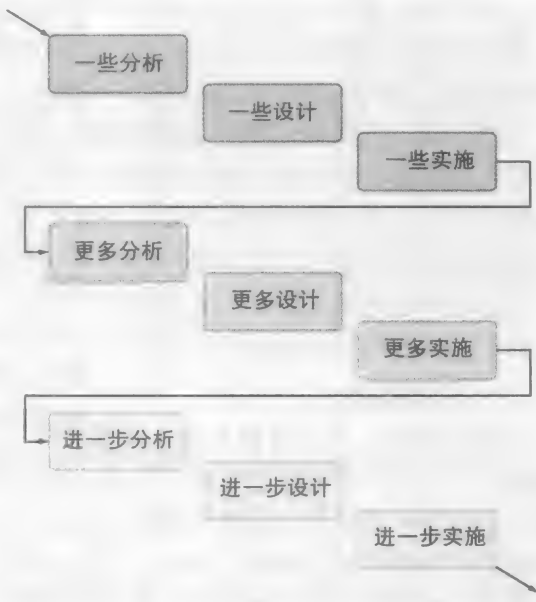 一些分析
一些设计
一些实施
更多分析
更多设计
更多实施
进一步分析
进一步设计
进一步实施